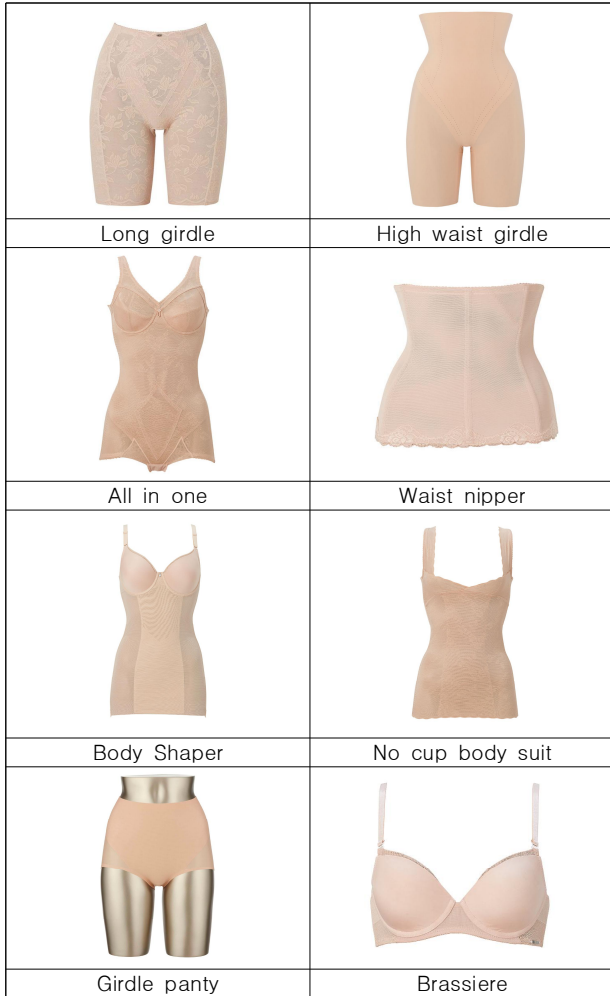 Long girdle
High waist girdle
All in one
Waist nipper
Body Shaper
No cup body suit
Girdle panty
Brassiere